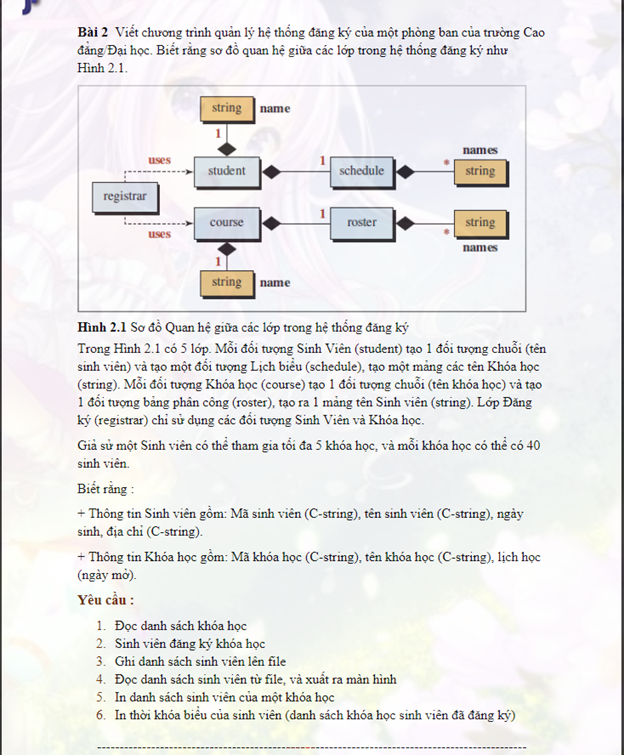 Bài 2 Viết chương trình quản lý hệ thống đăng ký của một phòng ban của trường Cao
đẳng/Đại học. Biết rằng sơ đồ quan hệ giữa các lớp trong hệ thống đăng ký như
Hình 2.1.
string name
1
names
uses
1
*
student
schedule
string
registrar
course
1
roster
*
string
uses
names
1
string name
Hình 2.1 Sơ đồ Quan hệ giữa các lớp trong hệ thống đăng ký
Trong Hình 2.1 có 5 lớp. Mỗi đối tượng Sinh Viên (student) tạo 1 đối tượng chuỗi (tên
sinh viên) và tạo một đối tượng Lịch biểu (schedule), tạo một mảng các tên Khóa học
(string). Mỗi đối tượng Khóa học (course) tạo 1 đối tượng chuỗi (tên khóa học) và tạo
1 đối tượng bảng phân công (roster), tạo ra 1 mảng tên Sinh viên (string). Lớp Đăng
ký (registrar) chỉ sử dụng các đối tượng Sinh Viên và Khóa học.
Giả sử một Sinh viên có thể tham gia tối đa 5 khóa học, và mỗi khóa học có thể có 40
sinh viên.
Biết rằng :
+ Thông tin Sinh viên gồm: Mã sinh viên (C-string), tên sinh viên (C-string), ngày
sinh, địa chỉ (C-string).
+ Thông tin Khóa học gồm: Mã khóa học (C-string), tên khóa học (C-string), lịch học
(ngày mở).
Yêu cầu :
1. Đọc danh sách khóa học
2. Sinh viên đăng ký khóa học
3. Ghi danh sách sinh viên lên file
4. Đọc danh sách sinh viên từ file, và xuất ra màn hình
5. In danh sách sinh viên của một khóa học
6. In thời khóa biểu của sinh viên (danh sách khóa học sinh viên đã đăng ký)